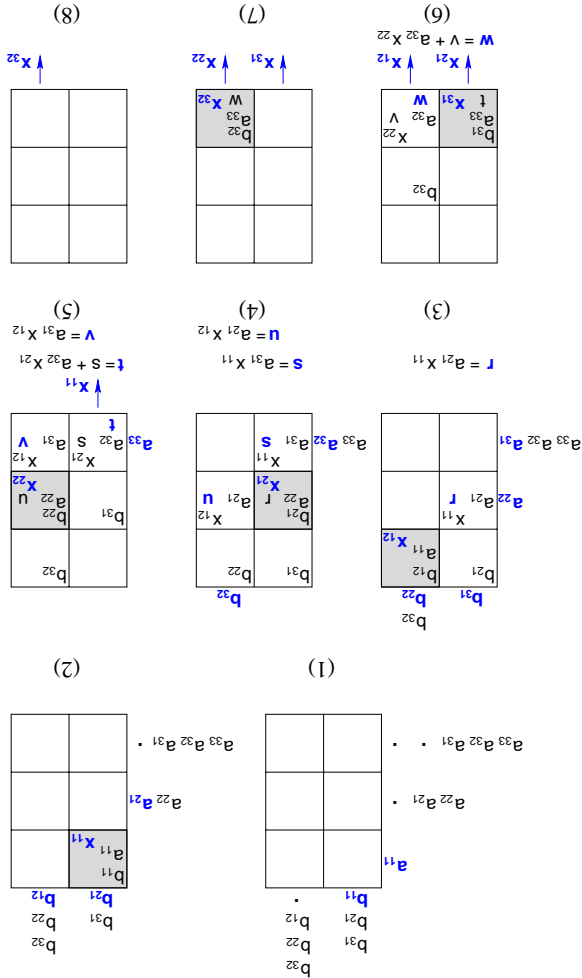 b32
b31 b22
b21 b12
b11 .
a11
a22 a21 .
a33 a32 a31 . .
(1)
b32
b31 b22
b21 b12
b11
a11
x11
a22 a21
a33 a32 a31 .
(2)
b32
b31 b22
b21 b12
a11
x12
x11
a22 a21 r
a33 a32 a31
r = a21 x11
(3)
b32
b31 b22
b21 x12
a22 a21
r u
x21
x11
a33 a32 a31
s
s = a31 x11
u = a21 x12
(4)
b32
b31 b22
a22 u
x22
x21 x12
a33 a32 s a31 v
t
x11
t = s + a32 x21
v = a31 x12
(5)
b32
b31 x22
a33 a32 v
t x31 w
x21 x12
w = v + a32 x22
(6)
b32
a33
w x32
x31 x22
(7)
x32
(8)